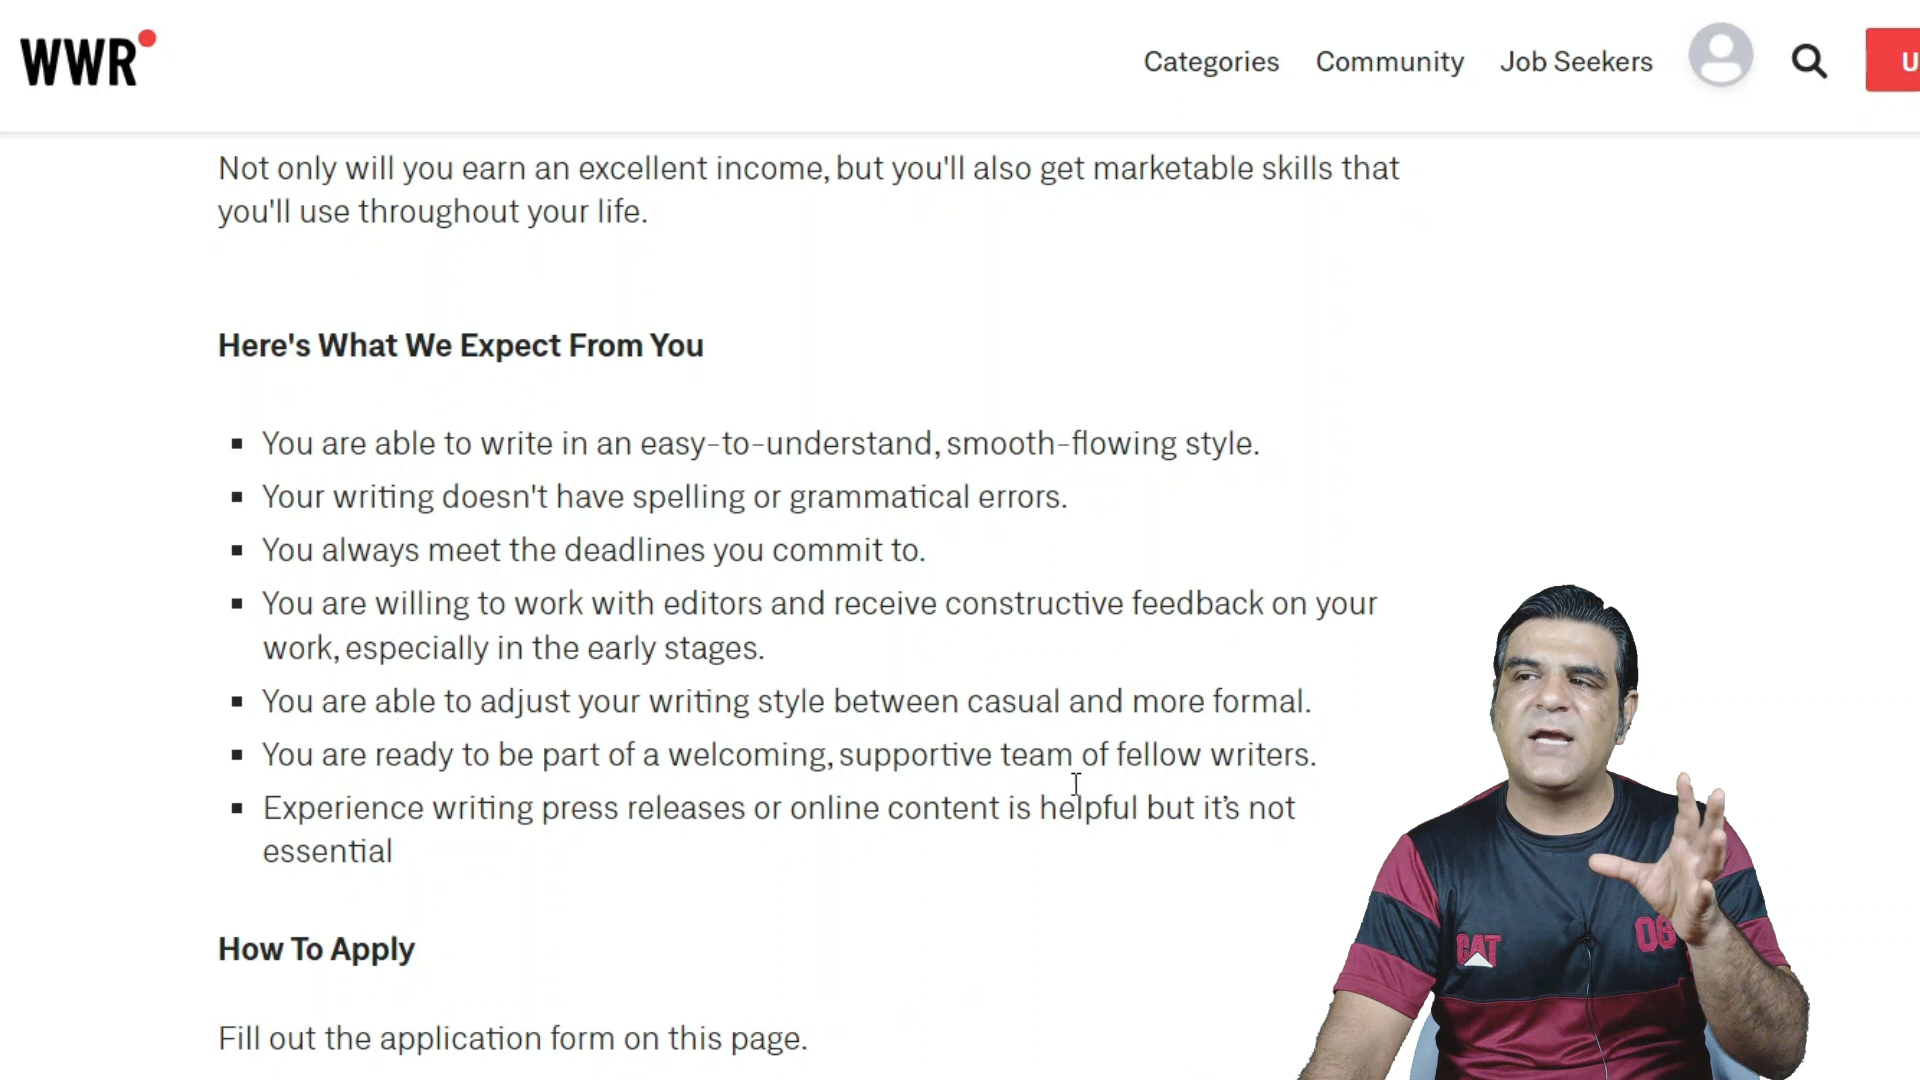 WWR
Categories Community Job Seekers
U
Not only will you earn an excellent income, but you'll also get marketable skills that
you'll use throughout your life.
Here's What We Expect From You
▪ You are able to write in an easy-to-understand, smooth-flowing style.
▪ Your writing doesn't have spelling or grammatical errors.
▪ You always meet the deadlines you commit to.
▪ You are willing to work with editors and receive constructive feedback on your
work, especially in the early stages.
▪ You are able to adjust your writing style between casual and more formal.
▪ You are ready to be part of a welcoming, supportive team of fellow writers.
▪ Experience writing press releases or online content is helpful but it’s not
essential
How To Apply
Fill out the application form on this page.
CAT
08